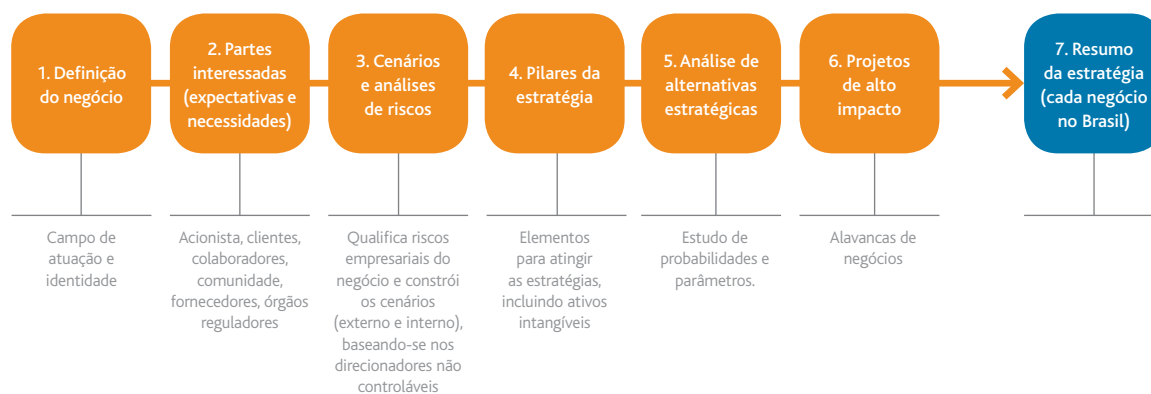 1. Definição
do negócio
2. Partes
interessadas
(expectativas e
necessidades)
3. Cenários
e análises
de riscos
4. Pilares da
estratégia
5. Análise de
alternativas
estratégicas
6. Projetos
de alto
impacto
7. Resumo
da estratégia
(cada negócio
no Brasil)
Campo de
atuação e
identidade
Acionista, clientes,
colaboradores,
comunidade,
fornecedores, órgãos
reguladores
Qualifica riscos
empresariais do
negócio e constrói
os cenários
(externo e interno),
baseando-se nos
direcionadores não
controláveis
Elementos
para atingir
as estratégias,
incluindo ativos
intangíveis
Estudo de
probabilidades e
parâmetros.
Alavancas de
negócios